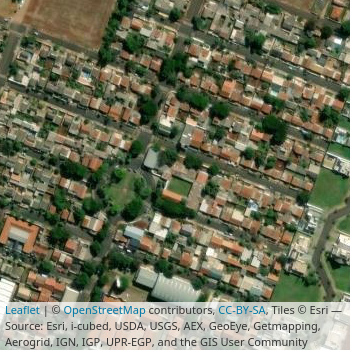 Leaflet | © OpenStreetMap contributors, CC-BY-SA, Tiles © Esri —
Source: Esri, i-cubed, USDA, USGS, AEX, GeoEye, Getmapping,
Aerogrid, IGN, IGP, UPR-EGP, and the GIS User Community